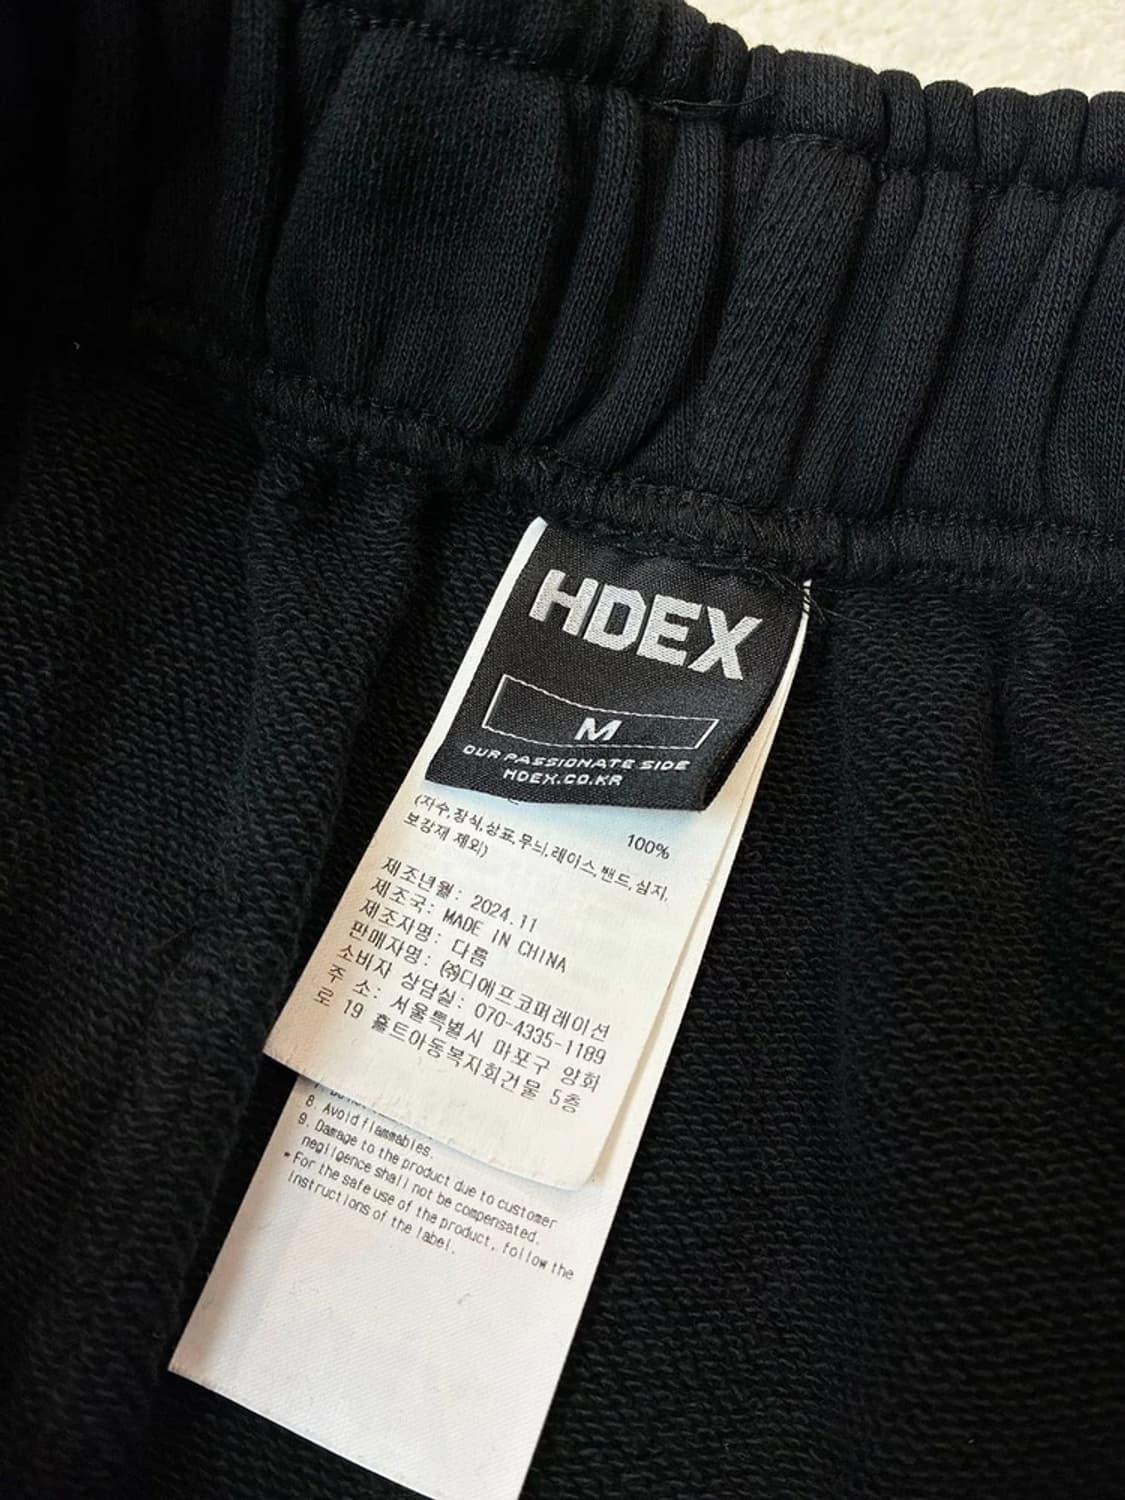 HDEX
M
OUR PASSIONATE SIDE
HDEX.CO.KR
100%
(자수,장식,상표,무늬,레이스,밴드,심지,
보강재 제외)
제조년월: 2024.11
제조국: MADE IN CHINA
제조자명: 다름
판매자명: ㈜디에프코퍼레이션
소비자 상담실: 070-4335-1189
주 소: 서울특별시 마포구 양화
로 19 홀트아동복지회건물 5층
8. Avoid flammables.
9. Damage to the product due to customer
negligence shall not be compensated.
* For the safe use of the product, follow the
instructions of the label.